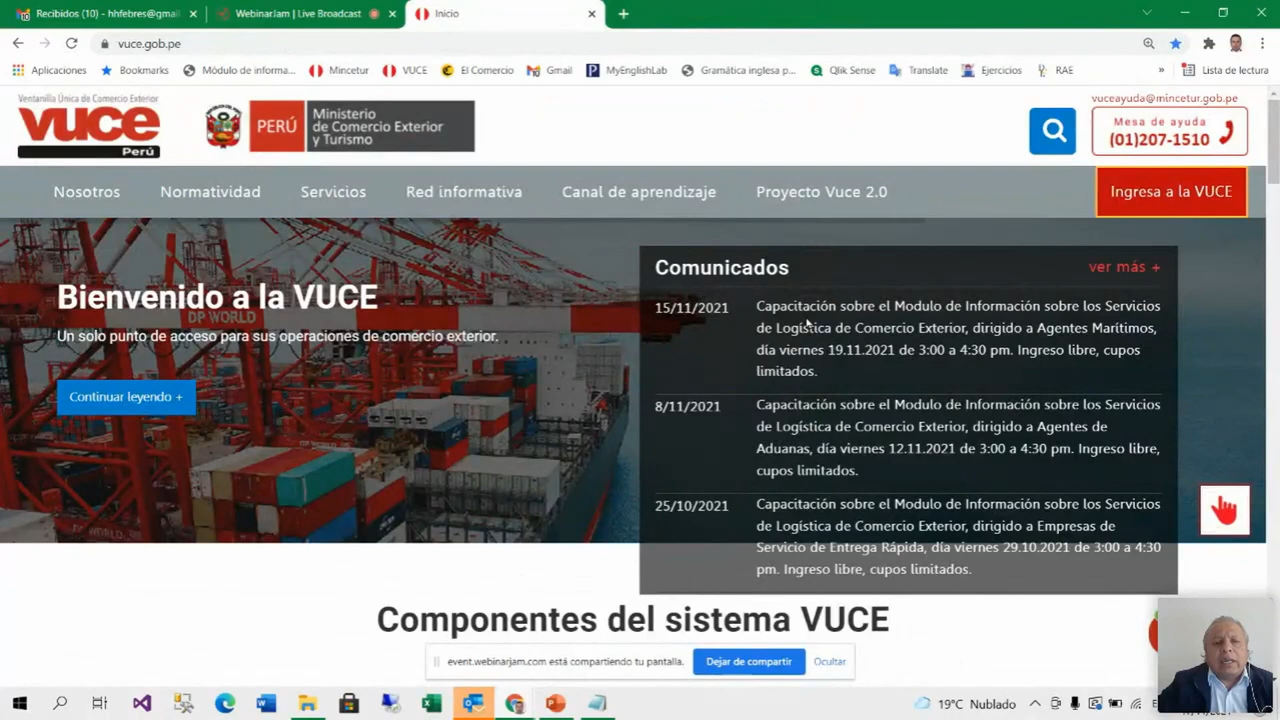 Recibidos (10) - hhfebres@gmail
WebinarJam | Live Broadcast
Inicio
vuce.gob.pe
Aplicaciones
Bookmarks
Módulo de informa...
Mincetur
VUCE
El Comercio
Gmail
MyEnglishLab
Gramática inglesa p...
Qlik Sense
Translate
Ejercicios
RAE
»
Lista de lectura
Ventanilla Única de Comercio Exterior
vuce
Perú
PERÚ
Ministerio
de Comercio Exterior
y Turismo
vuceayuda@mincetur.gob.pe
Mesa de ayuda
(01)207-1510
Nosotros
Normatividad
Servicios
Red informativa
Canal de aprendizaje
Proyecto Vuce 2.0
Ingresa a la VUCE
Bienvenido a la VUCE
DP WORLD
Un solo punto de acceso para sus operaciones de comercio exterior.
Continuar leyendo +
Comunicados
ver más +
15/11/2021
Capacitación sobre el Modulo de Información sobre los Servicios
de Logística de Comercio Exterior, dirigido a Agentes Marítimos,
día viernes 19.11.2021 de 3:00 a 4:30 pm. Ingreso libre, cupos
limitados.
8/11/2021
Capacitación sobre el Modulo de Información sobre los Servicios
de Logística de Comercio Exterior, dirigido a Agentes de
Aduanas, día viernes 12.11.2021 de 3:00 a 4:30 pm. Ingreso libre,
cupos limitados.
25/10/2021
Capacitación sobre el Modulo de Información sobre los Servicios
de Logística de Comercio Exterior, dirigido a Empresas de
Servicio de Entrega Rápida, día viernes 29.10.2021 de 3:00 a 4:30
pm. Ingreso libre, cupos limitados.
Componentes del sistema VUCE
event.webinarjam.com está compartiendo tu pantalla.
Dejar de compartir
Ocultar
19°C Nublado